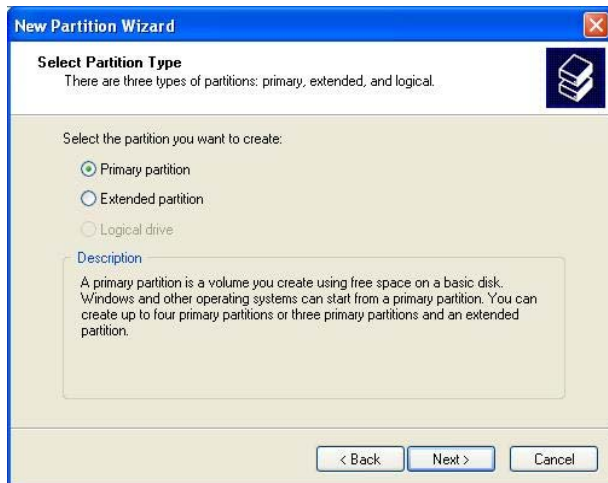 New Partition Wizard
Select Partition Type
There are three types of partitions: primary, extended, and logical.
Select the partition you want to create:
Primary partition
Extended partition
Logical drive
Description
A primary partition is a volume you create using free space on a basic disk.
Windows and other operating systems can start from a primary partition. You can
create up to four primary partitions or three primary partitions and an extended
partition.
< Back
Next >
Cancel